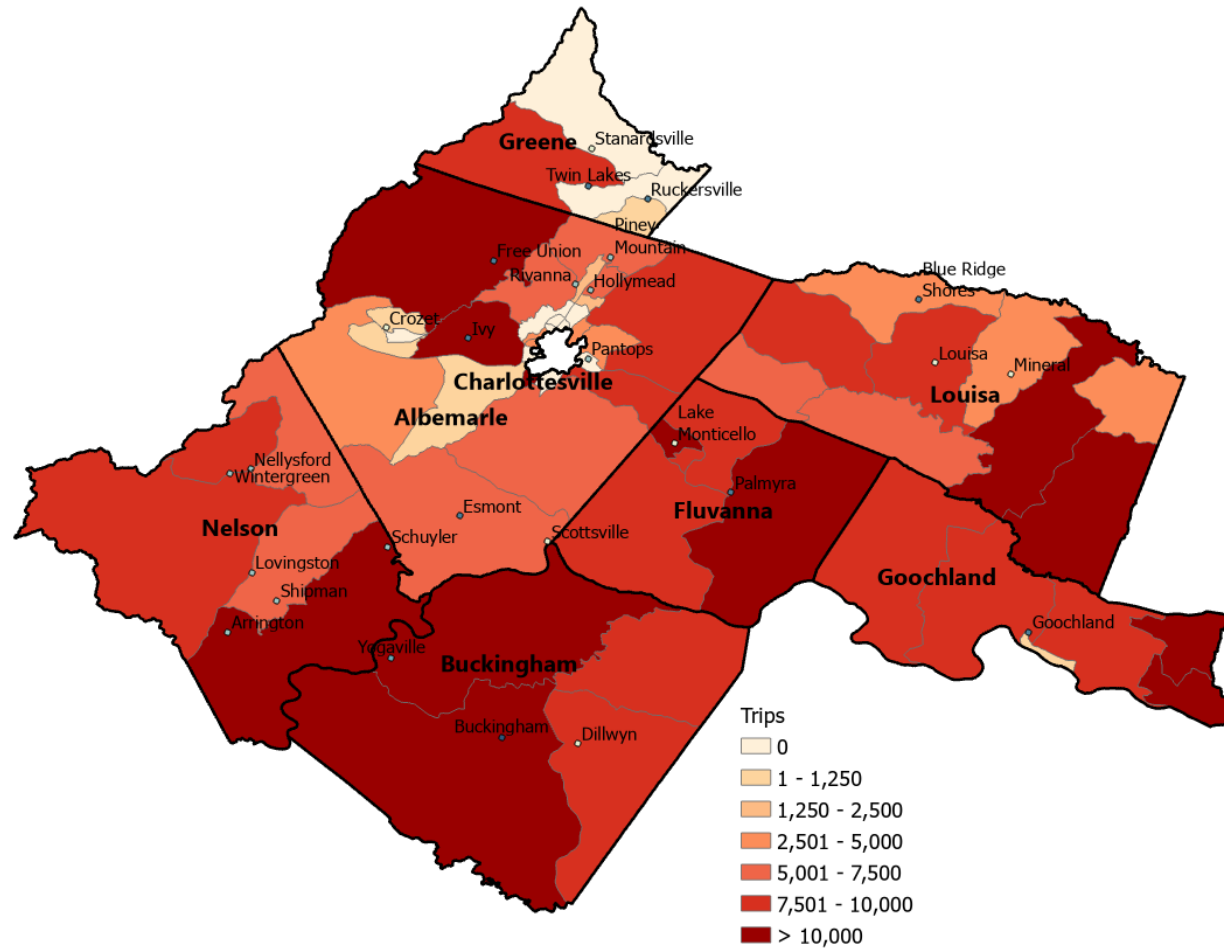 Greene
Stanardsville
Twin Lakes
Ruckersville
Piney
Mountain
Free Union
Rivanna
Hollymead
Blue Ridge
Shores
Crozet
Ivy
Pantops
Louisa
Mineral
Charlottesville
Louisa
Albemarle
Lake
Monticello
Nellysford
Wintergreen
Palmyra
Esmont
Fluvanna
Nelson
Schuyler
Scottsville
Lovingston
Goochland
Shipman
Arrington
Goochland
Yogaville
Buckingham
Buckingham
Dillwyn
Trips
0
1 - 1,250
1,250 - 2,500
2,501 - 5,000
5,001 - 7,500
7,501 - 10,000
> 10,000